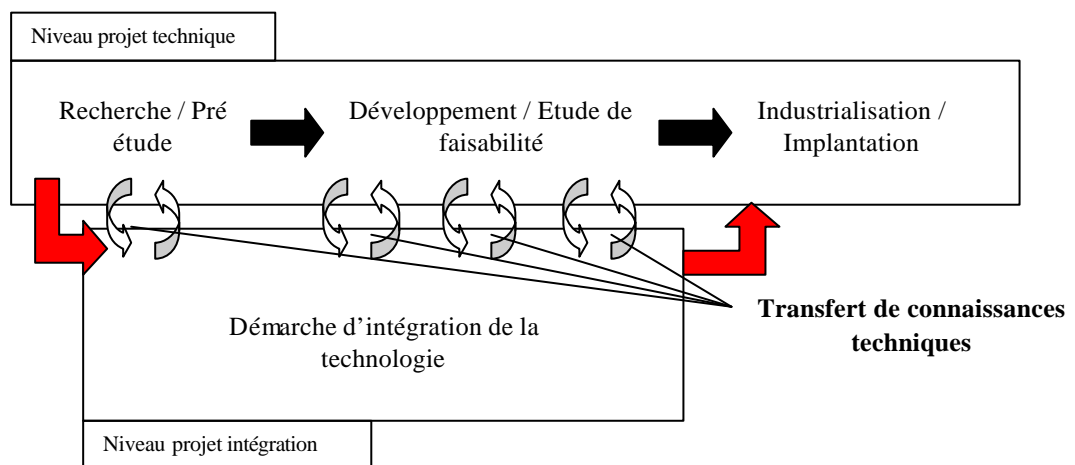 Niveau projet technique
Recherche / Pré
étude
Développement / Etude de
faisabilité
Industrialisation /
Implantation
Transfert de connaissances
techniques
Démarche d’intégration de la
technologie
Niveau projet intégration